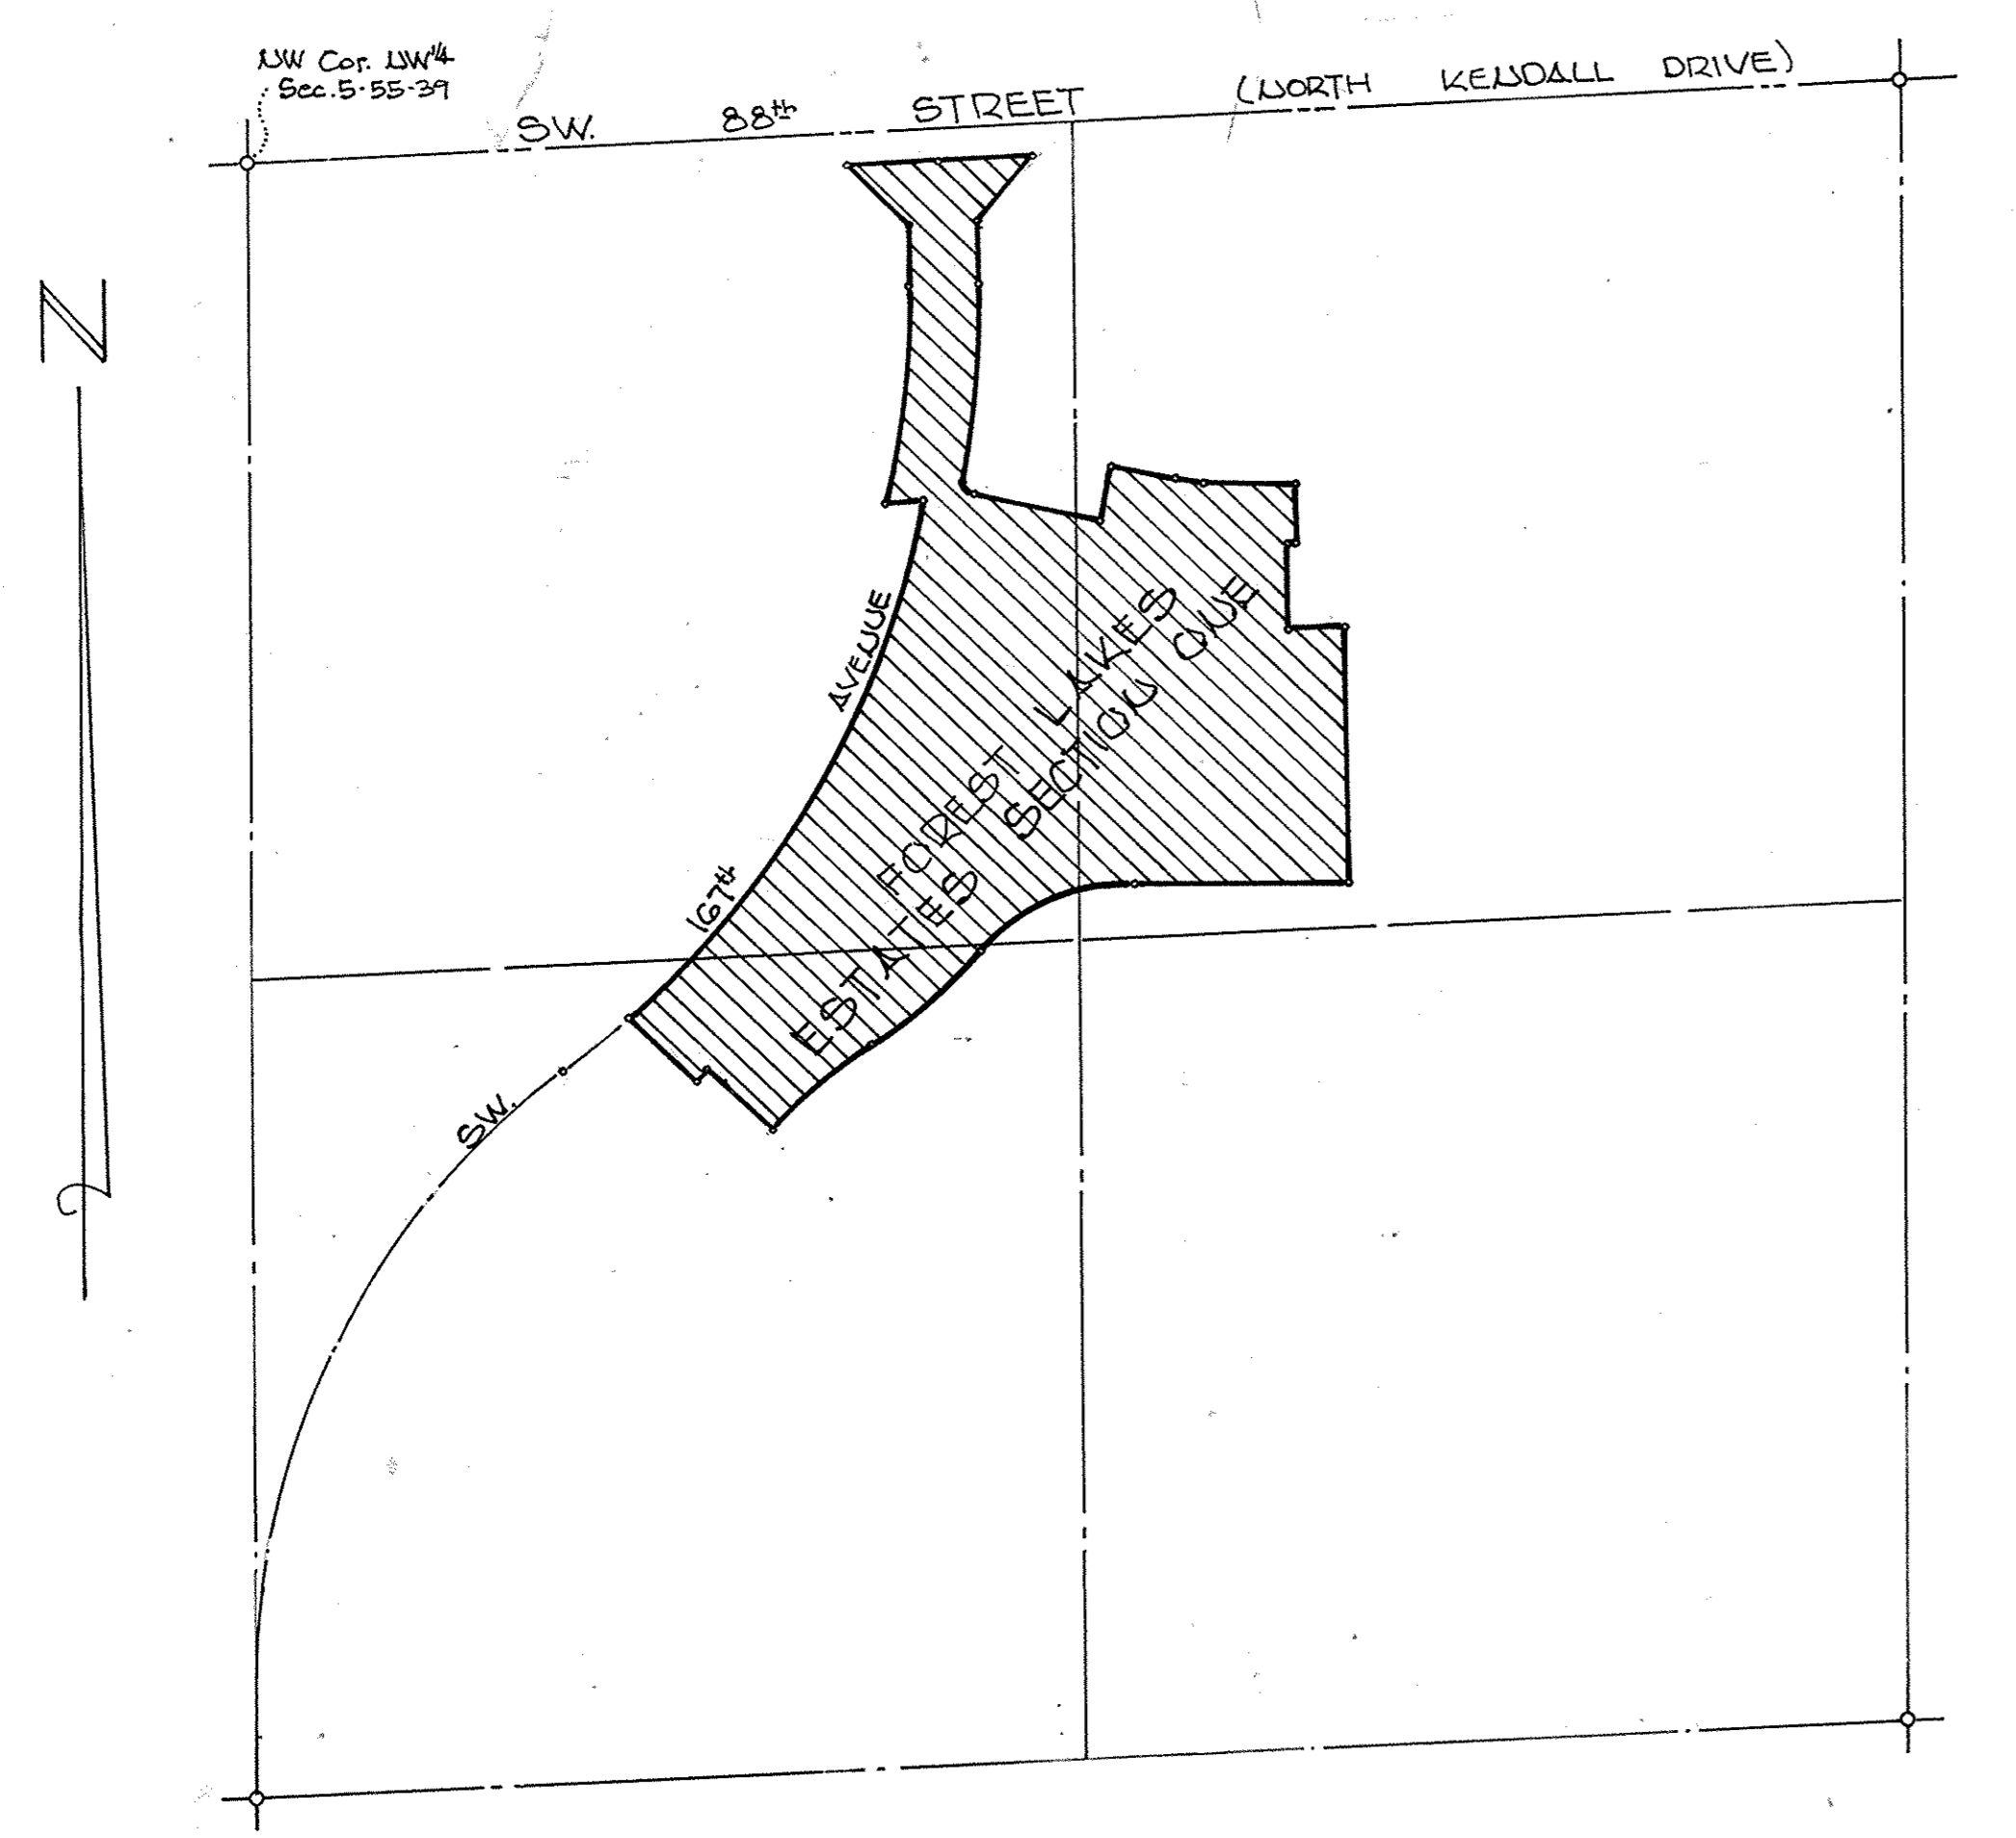 NW Cor. NW¼
Sec. 5-55-39
SW. 88th STREET (NORTH KENDALL DRIVE)
N
SW. 167th AVENUE
FOREST LAKES
ESTATES SECTION ONE